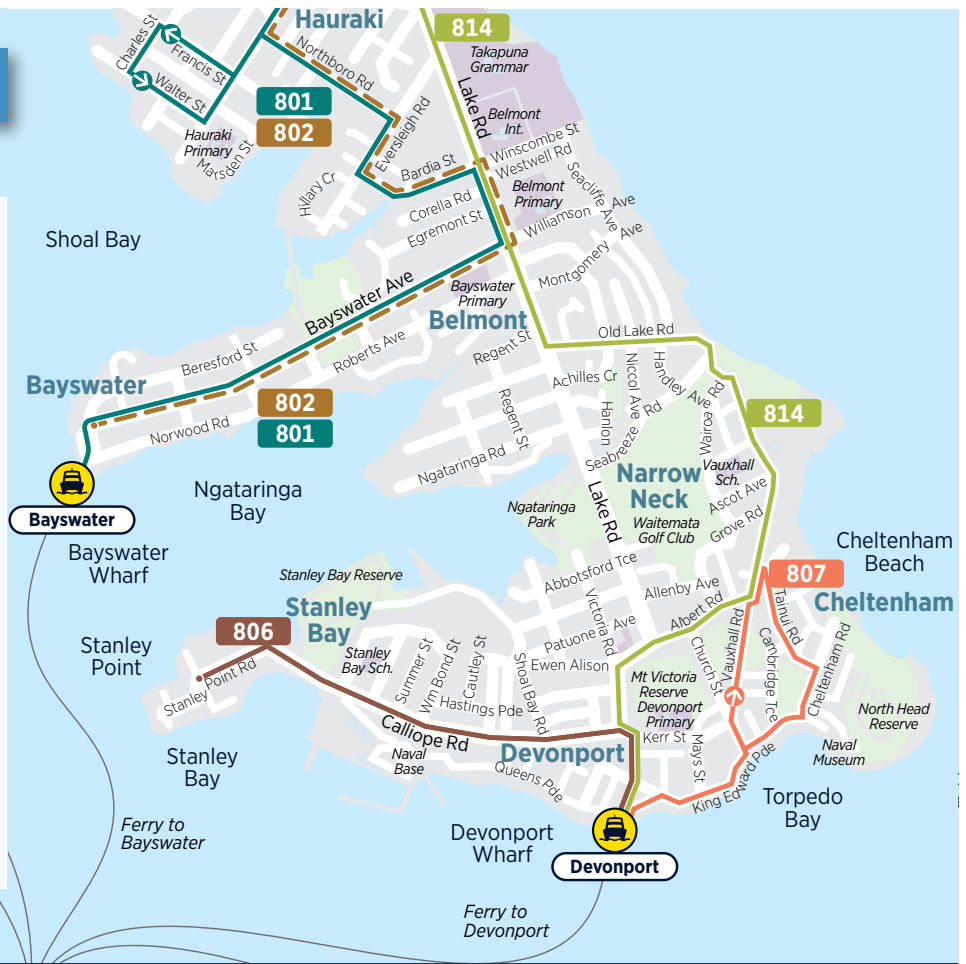 Hauraki
814
Takapuna
Grammar
Charles St
Francis St
Walter St
Northboro Rd
Lake Rd
801
802
Belmont
Int.
Hauraki
Primary
Marsden St
Eversleigh Rd
Bardia St
Winscombe St
Westwell Rd
Seacliffe Ave
Hillary Cr
Corella Rd
Egremont St
Belmont
Primary
Williamson Ave
Shoal Bay
Montgomery Ave
Bayswater Ave
Bayswater
Primary
Belmont
Old Lake Rd
Beresford St
Roberts Ave
Regent St
Bayswater
Achilles Cr
Niccol Ave
Handley Ave
Wairoa Rd
802
801
Norwood Rd
Regent St
Hanlon
Seabreeze Rd
814
Ngataringa Rd
Narrow
Neck
Vauxhall
Sch.
Ascot Ave
Bayswater
Ngataringa
Bay
Ngataringa
Park
Lake Rd
Waitemata
Golf Club
Grove Rd
Bayswater
Wharf
Cheltenham
Beach
Stanley Bay Reserve
Abbotsford Tce
Allenby Ave
807
Cheltenham
Stanley
Bay
806
Victoria Rd
Albert Rd
Tainui Rd
Stanley
Point
Stanley
Bay Sch.
Patuone Ave
Ewen Alison
Church St
Vauxhall Rd
Cambridge Tce
Cheltenham Rd
Stanley Point Rd
Summer St
Wm Bond St
Cautley St
Shoal Bay Rd
Mt Victoria
Reserve
Devonport
Primary
Hastings Pde
Calliope Rd
North Head
Reserve
Kerr St
Mays St
Naval
Museum
Stanley
Bay
Naval
Base
Devonport
Queens Pde
King Edward Pde
Torpedo
Bay
Ferry to
Bayswater
Devonport
Wharf
Devonport
Ferry to
Devonport